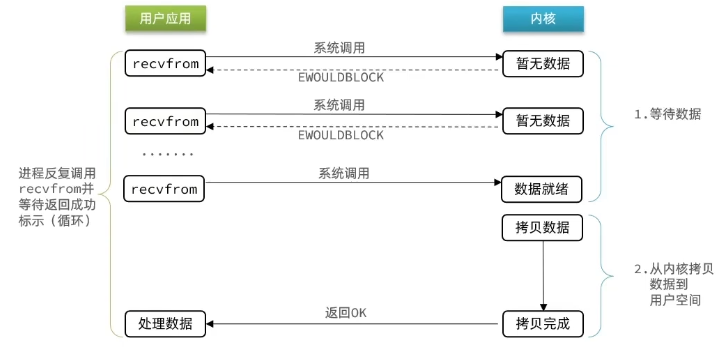 用户应用
内核
recvfrom
系统调用
暂无数据
EWOULDBLOCK
recvfrom
系统调用
暂无数据
EWOULDBLOCK
.......
recvfrom
系统调用
数据就绪
1.等待数据
进程反复调用
recvfrom并
等待返回成功
标示（循环）
拷贝数据
2.从内核拷贝
数据到
用户空间
处理数据
返回OK
拷贝完成